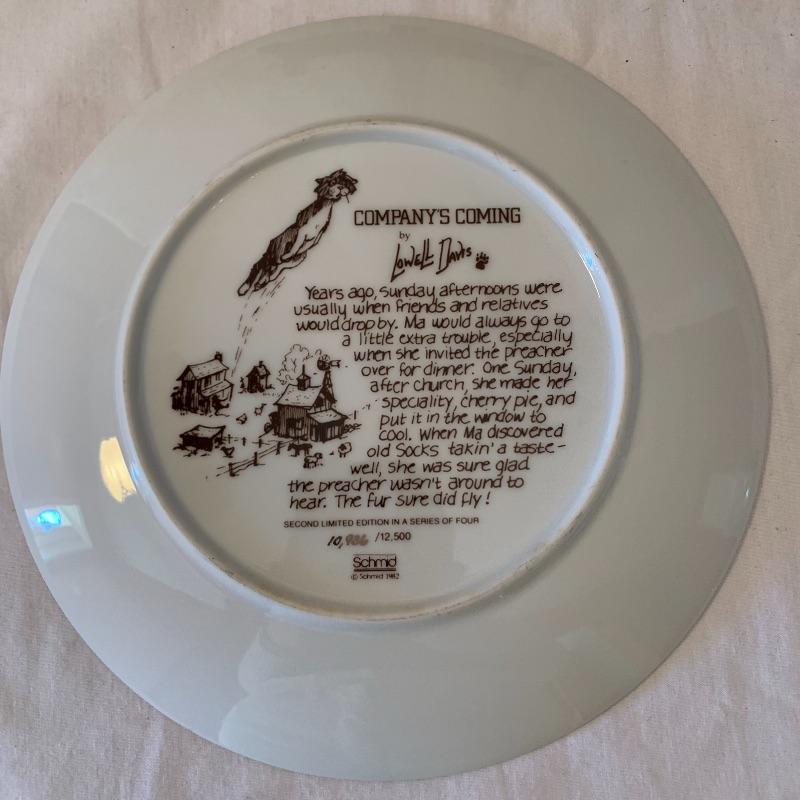 COMPANY'S COMING
by
Lowell Davis
Years ago, Sunday afternoons were
usually when friends and relatives
would drop by. Ma would always go to
a little extra trouble, especially
when she invited the preacher
over for dinner. One Sunday,
after church, she made her
speciality, cherry pie, and
put it in the window to
cool. When Ma discovered
old Socks takin' a taste-
well, she was sure glad
the preacher wasn't around to
hear. The fur sure did fly!
SECOND LIMITED EDITION IN A SERIES OF FOUR
/12,500
Schmid
© Schmid 1982